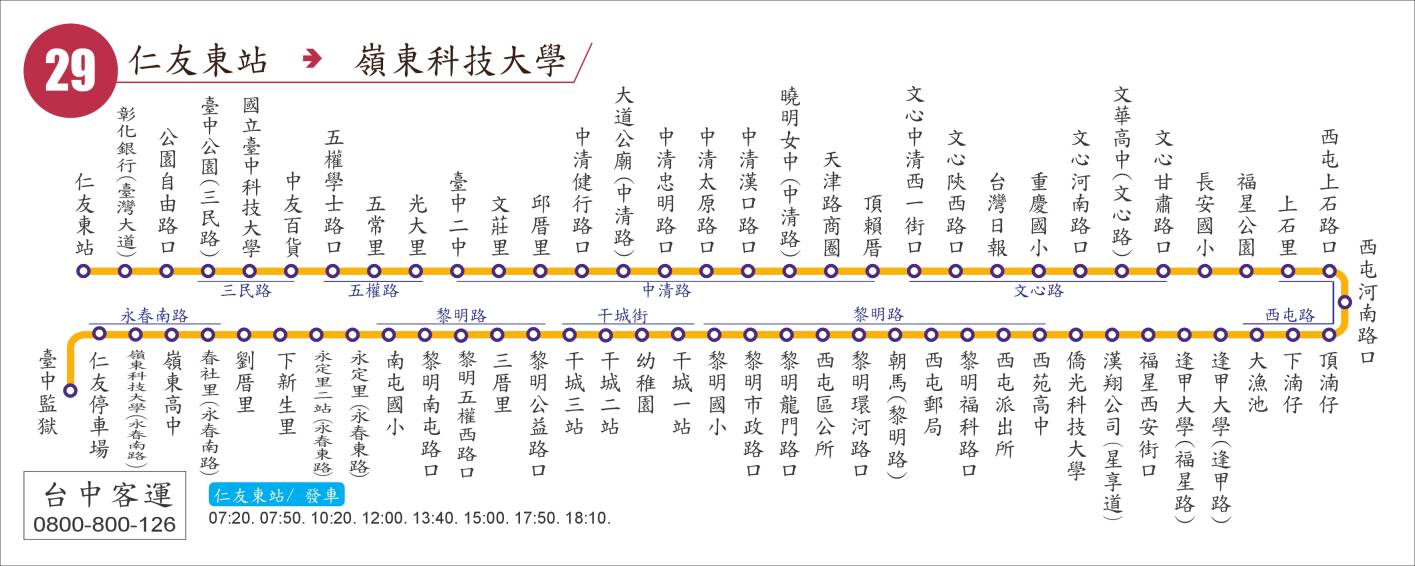 29
仁友東站 → 嶺東科技大學
仁友東站
彰化銀行(臺灣大道)
公園自由路口
臺中公園(三民路)
國立臺中科技大學
中友百貨
五權學士路口
五常里
光大里
臺中二中
文莊里
邱厝里
中清健行路口
大道公廟(中清路)
中清忠明路口
中清太原路口
中清漢口路口
曉明女中(中清路)
天津路商圈
頂賴厝
文心中清西一街口
文心陝西路口
台灣日報
重慶國小
文心河南路口
文華高中(文心路)
文心甘肅路口
長安國小
福星公園
上石里
西屯上石路口
西屯河南路口
三民路
五權路
中清路
文心路
永春南路
黎明路
干城街
黎明路
西屯路
臺中監獄
仁友停車場
嶺東科技大學(永春南路)
嶺東高中
春社里(永春南路)
劉厝里
下新生里
永定里二站(永春東路)
永定里(永春東路)
南屯國小
黎明南屯路口
黎明五權西路口
三厝里
黎明公益路口
干城三站
干城二站
幼稚園
干城一站
黎明國小
黎明市政路口
黎明龍門路口
西屯區公所
黎明環河路口
朝馬(黎明路)
西屯郵局
黎明福科路口
西屯派出所
西苑高中
僑光科技大學
漢翔公司(星享道)
福星西安街口
逢甲大學(福星路)
逢甲大學(逢甲路)
大漁池
下湳仔
頂湳仔
台中客運
0800-800-126
仁友東站/ 發車
07:20. 07:50. 10:20. 12:00. 13:40. 15:00. 17:50. 18:10.